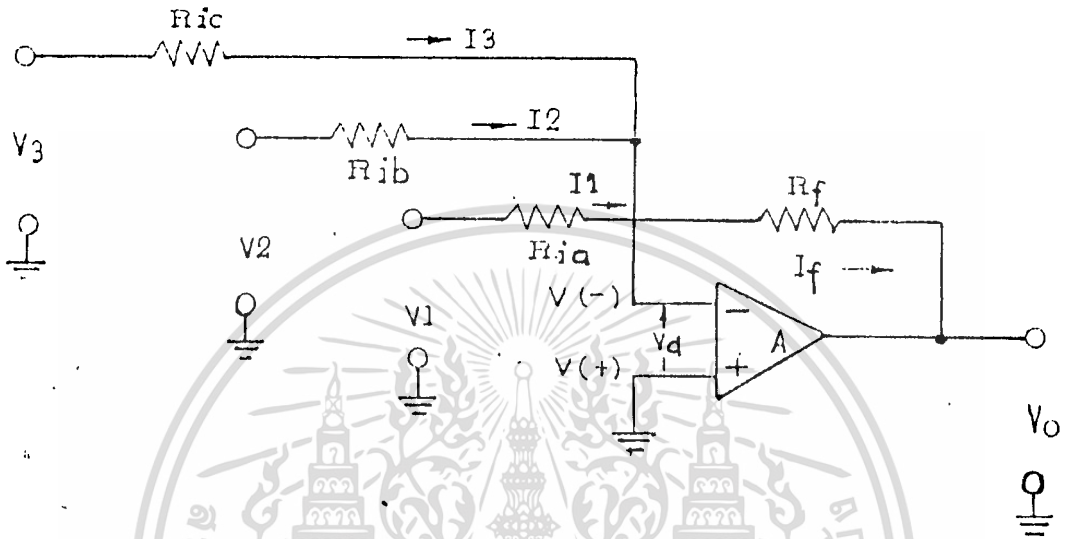 Ric
I3
V3
I2
Rib
I1
Rf
V2
Ria
If
V(-)
V1
Vd
A
V(+)
Vo